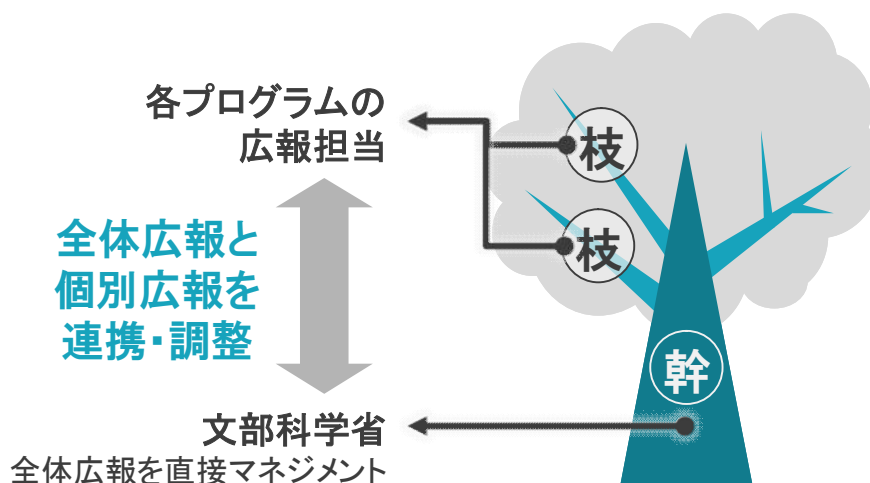 各プログラムの
広報担当
全体広報と
個別広報を
連携・調整
文部科学省
全体広報を直接マネジメント
枝
枝
幹